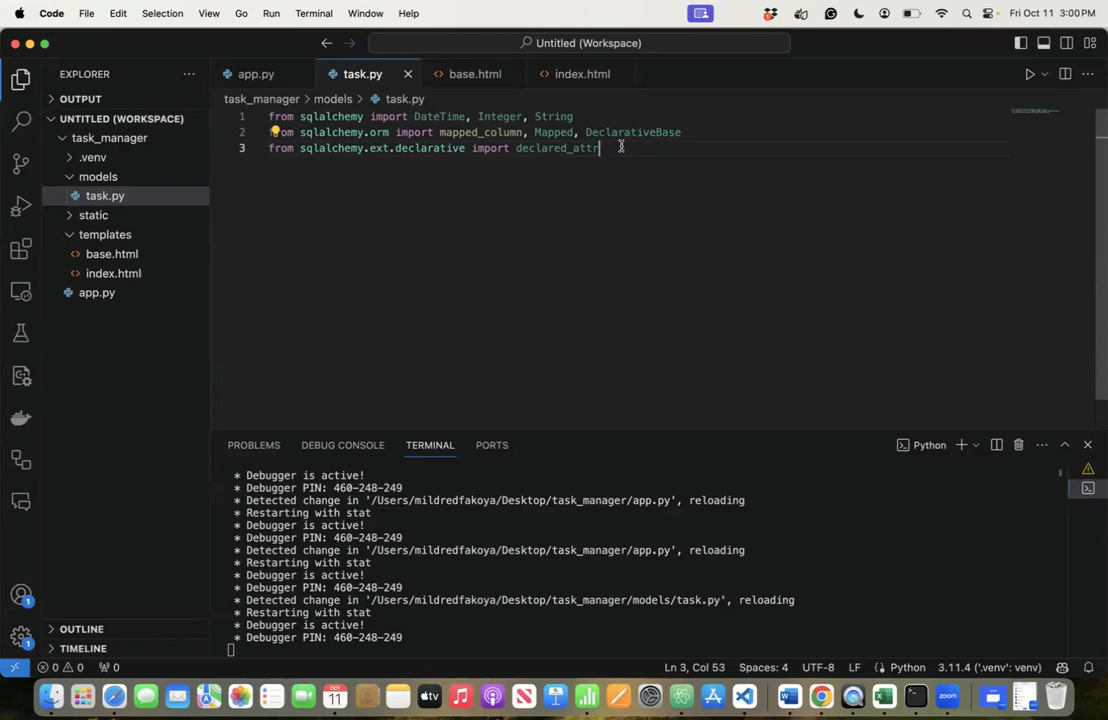 Code File Edit Selection View Go Run Terminal Window Help Fri Oct 11 3:00 PM
Untitled (Workspace)
EXPLORER
app.py task.py base.html index.html
OUTPUT
task_manager models task.py
UNTITLED (WORKSPACE)
task_manager
.venv
models
task.py
static
templates
base.html
index.html
app.py
1 from sqlalchemy import DateTime, Integer, String
2 from sqlalchemy.orm import mapped_column, Mapped, DeclarativeBase
3 from sqlalchemy.ext.declarative import declared_attr
PROBLEMS DEBUG CONSOLE TERMINAL PORTS Python
* Debugger is active!
* Debugger PIN: 460-248-249
* Detected change in '/Users/mildredfakoya/Desktop/task_manager/app.py', reloading
* Restarting with stat
* Debugger is active!
* Debugger PIN: 460-248-249
* Detected change in '/Users/mildredfakoya/Desktop/task_manager/app.py', reloading
* Restarting with stat
* Debugger is active!
* Debugger PIN: 460-248-249
* Detected change in '/Users/mildredfakoya/Desktop/task_manager/models/task.py', reloading
* Restarting with stat
* Debugger is active!
* Debugger PIN: 460-248-249
1
1
OUTLINE
TIMELINE
0 0 0 Ln 3, Col 53 Spaces: 4 UTF-8 LF Python 3.11.4 ('.venv': venv)
OCT
11
tv
zoom